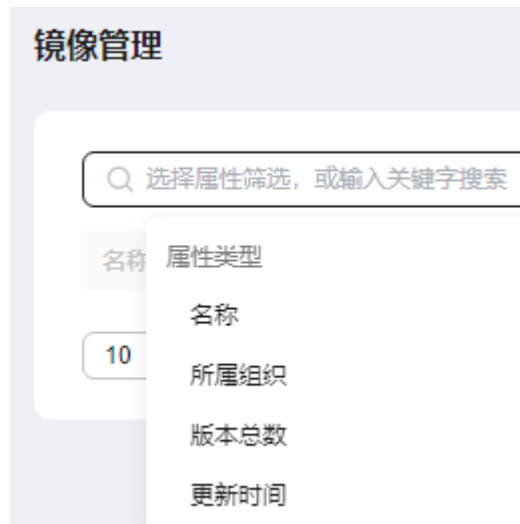 镜像管理
选择属性筛选，或输入关键字搜索
名称
属性类型
名称
10
所属组织
版本总数
更新时间